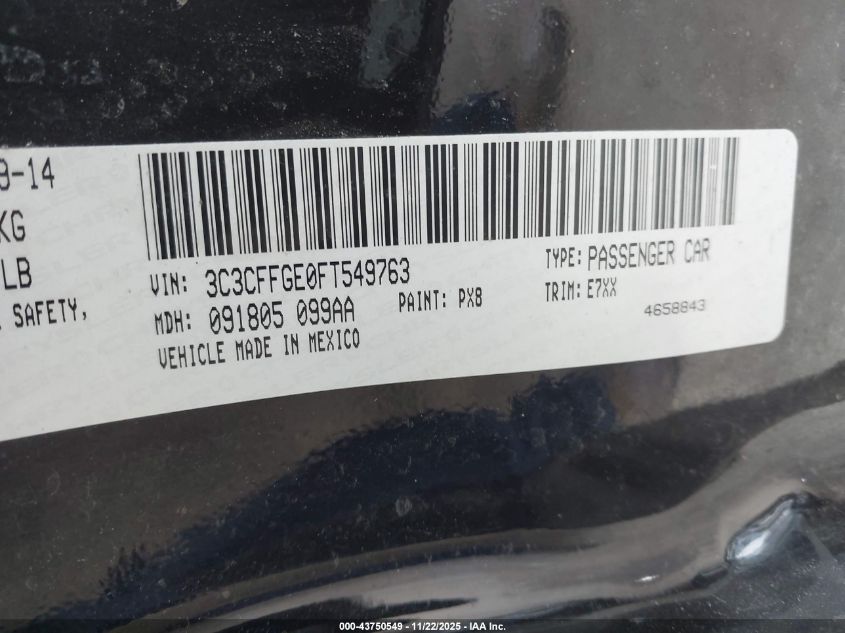 9-14
KG
LB
SAFETY,
VIN: 3C3CFFGE0FT549763
TYPE: PASSENGER CAR
MDH: 091805 099AA
PAINT: PX8
TRIM: E7XX
VEHICLE MADE IN MEXICO
4658843
000-43750549 - 11/22/2025 - IAA Inc.